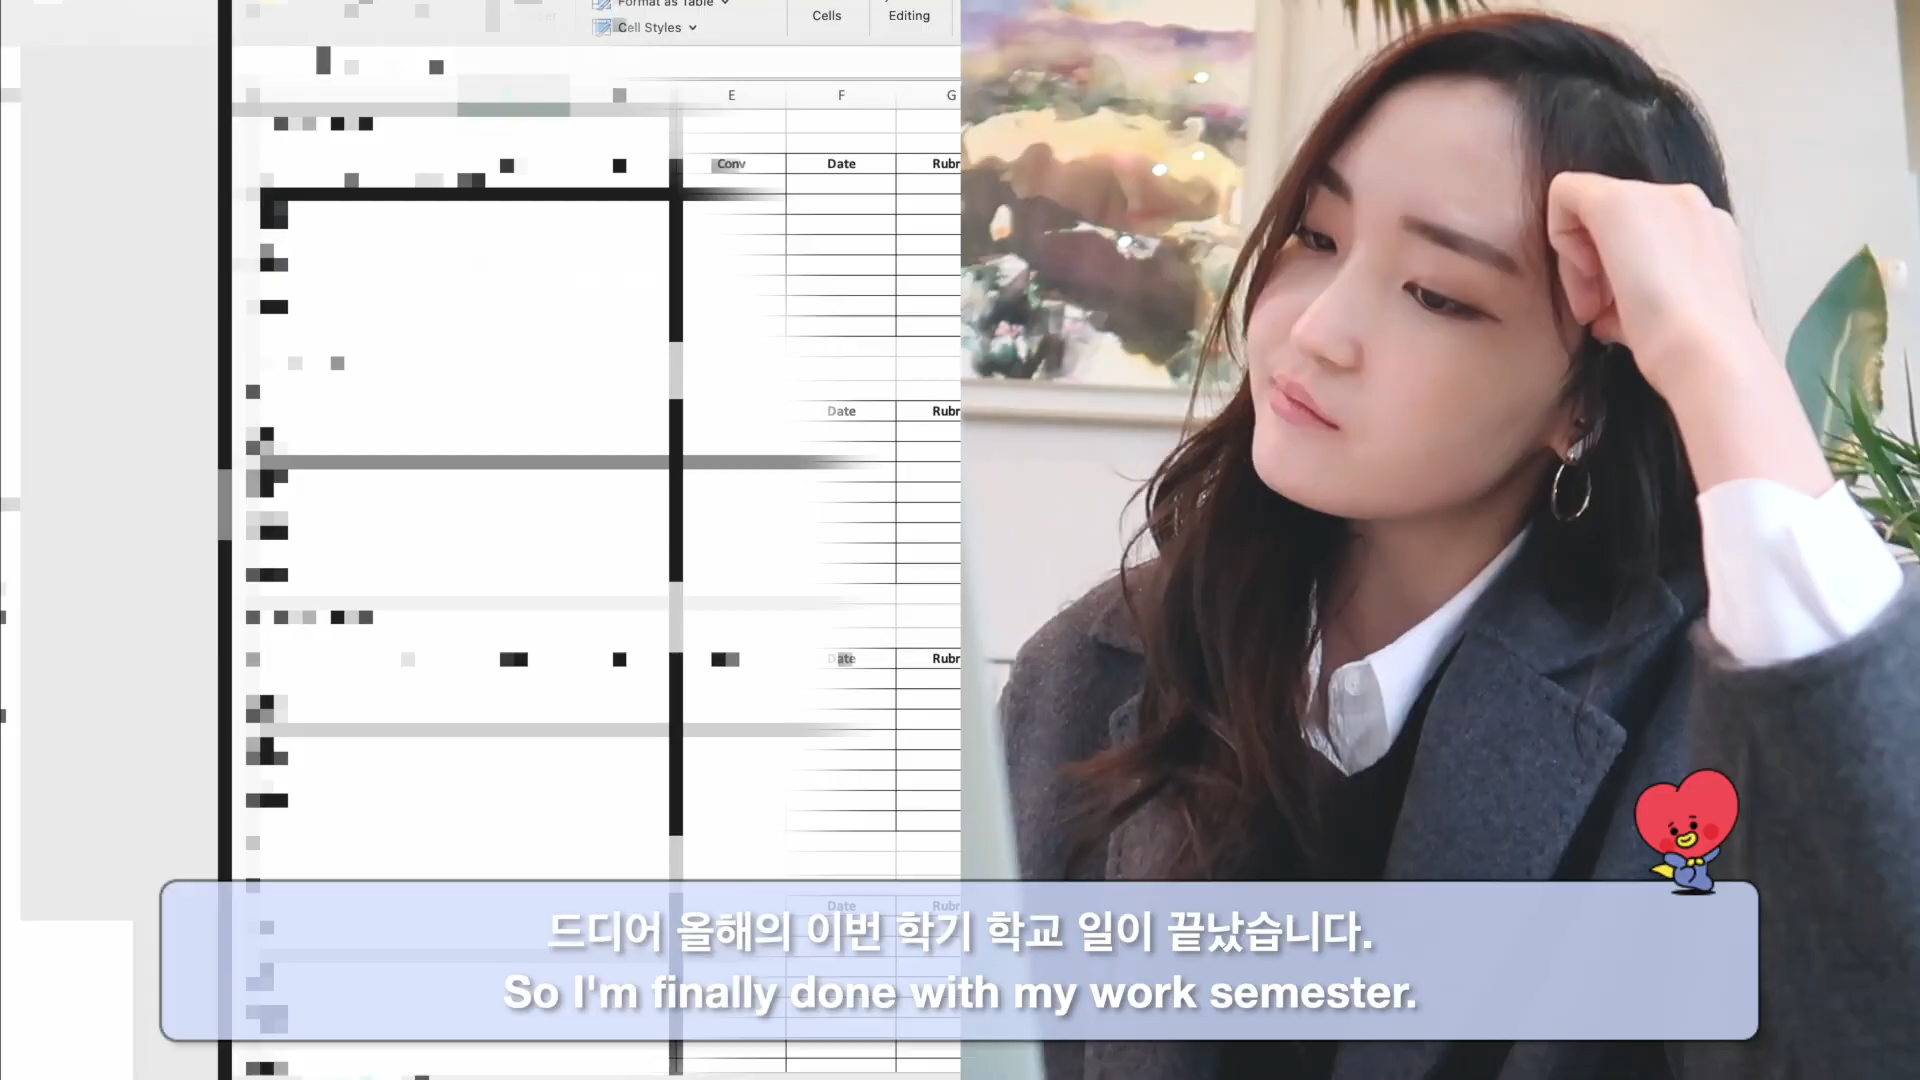 Format as Table
Cell Styles
Cells
Editing
E
F
G
Conv
Date
Rubr
Date
Rubr
Date
Rubr
Date
드디어 올해의 이번 학기 학교 일이 끝났습니다.
So I'm finally done with my work semester.